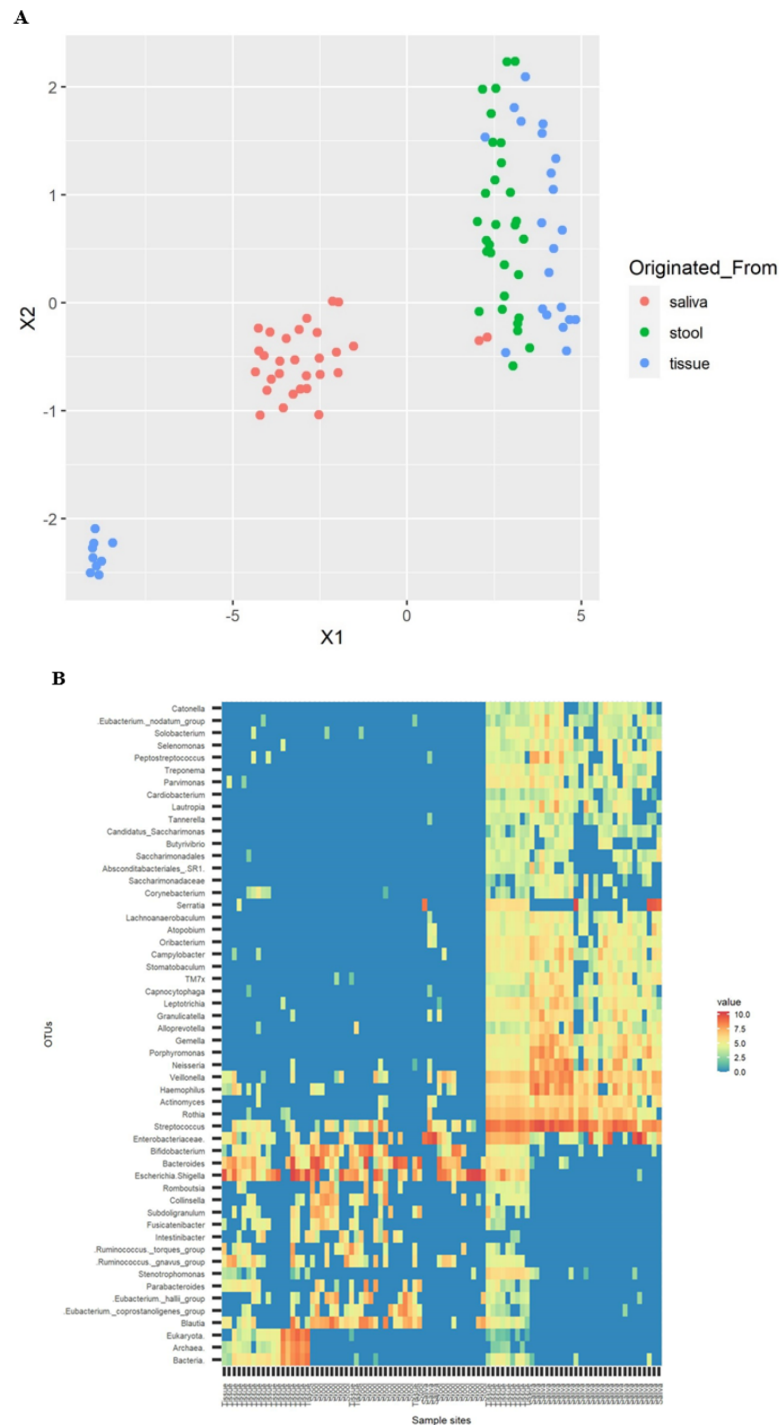 A
2
1
0
-1
-2
X2
-5
0
5
X1
Originated_From
saliva
stool
tissue
B
Catonella
.Eubacterium._nodatum_group
Solobacterium
Selenomonas
Peptostreptococcus
Treponema
Parvimonas
Cardiobacterium
Lautropia
Tannerella
Candidatus_Saccharimonas
Butyrivibrio
Saccharimonadales
Absconditabacteriales_.SR1.
Saccharimonadaceae
Corynebacterium
Serratia
Lachnoanaerobaculum
Atopobium
Oribacterium
Campylobacter
Stomatobaculum
TM7x
Capnocytophaga
Leptotrichia
Granulicatella
Alloprevotella
Gemella
Porphyromonas
Neisseria
Veillonella
Haemophilus
Actinomyces
Rothia
Streptococcus
Enterobacteriaceae.
Bifidobacterium
Bacteroides
Escherichia.Shigella
Romboutsia
Collinsella
Subdoligranulum
Fusicatenibacter
Intestinibacter
.Ruminococcus._torques_group
.Ruminococcus._gnavus_group
Stenotrophomonas
Parabacteroides
.Eubacterium._hallii_group
.Eubacterium._coprostanoligenes_group
Blautia
Eukaryota.
Archaea.
Bacteria.
OTUs
Sample sites
value
10.0
7.5
5.0
2.5
0.0